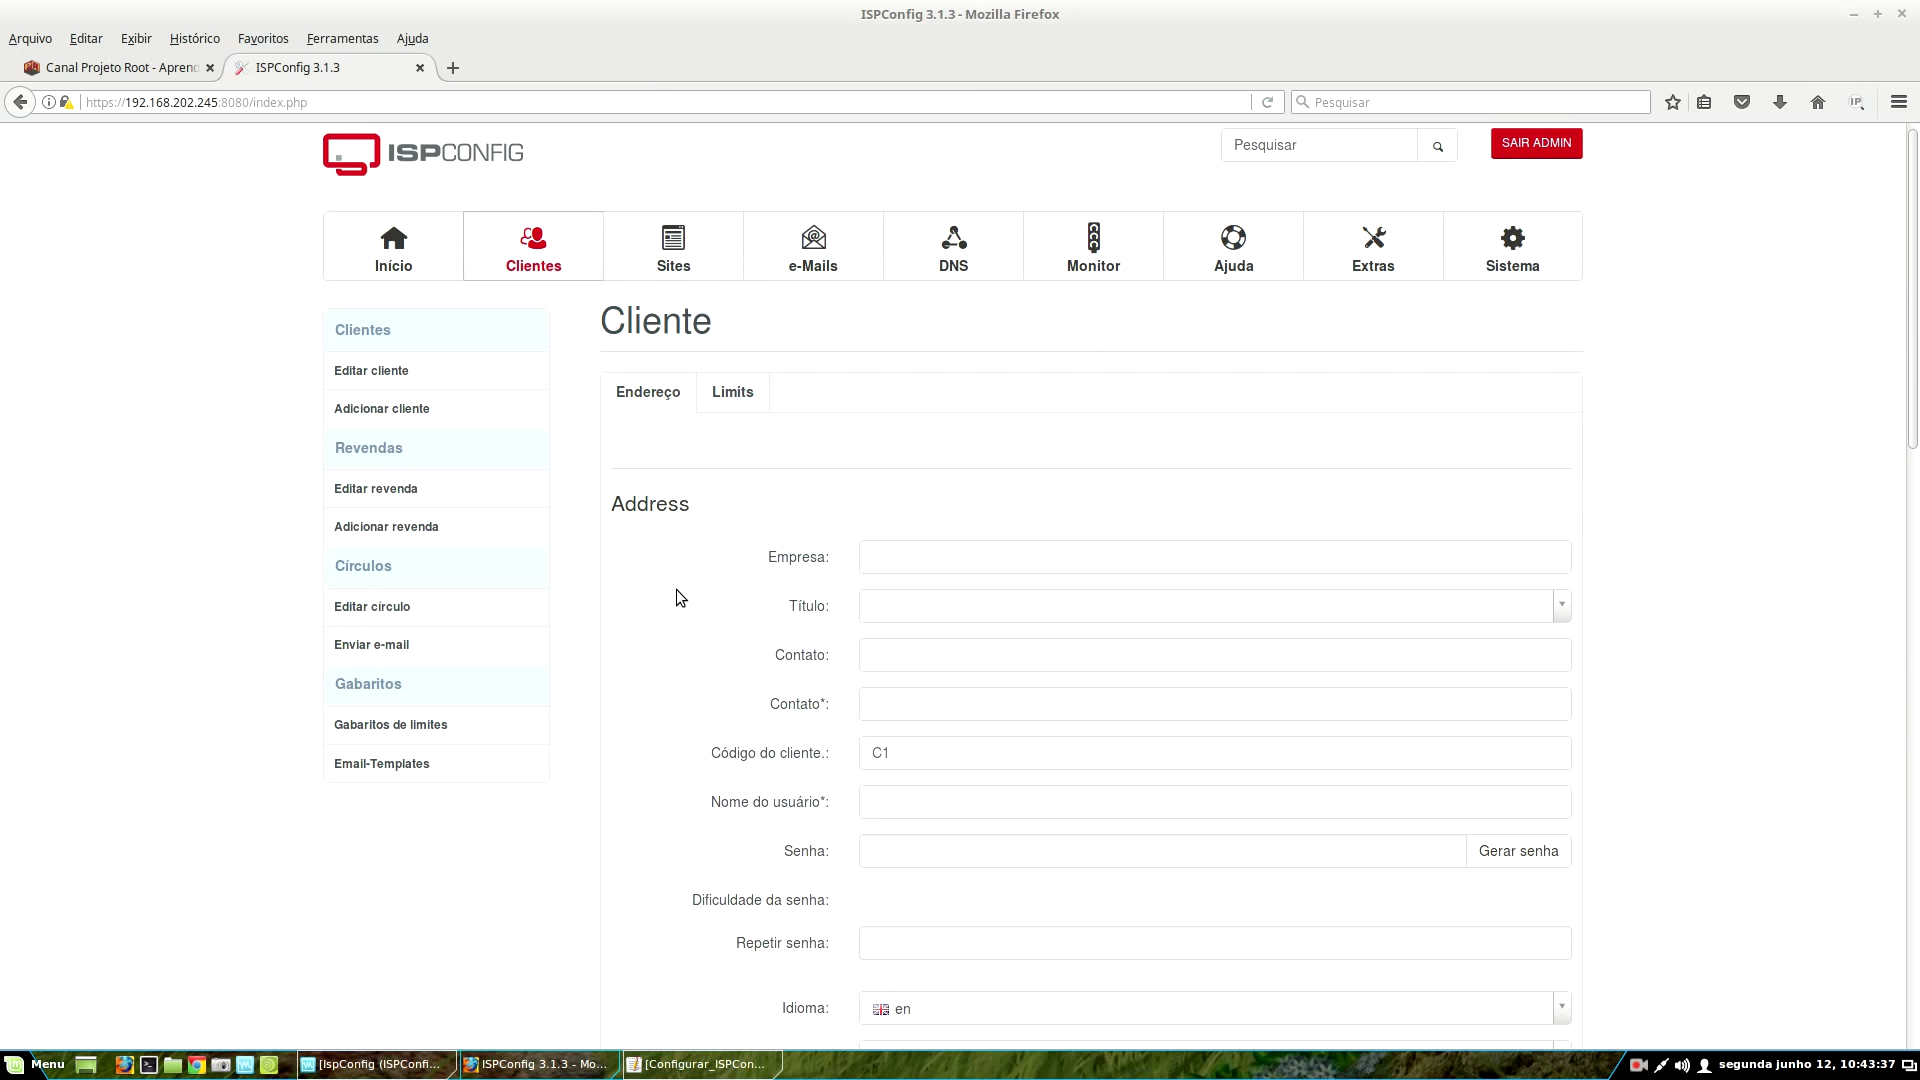 ISPConfig 3.1.3 - Mozilla Firefox
Arquivo Editar Exibir Histórico Favoritos Ferramentas Ajuda
Canal Projeto Root - Aprend
ISPConfig 3.1.3
https://192.168.202.245:8080/index.php
Pesquisar
IP
ISPCONFIG
Pesquisar
SAIR ADMIN
Início
Clientes
Sites
e-Mails
DNS
Monitor
Ajuda
Extras
Sistema
Clientes
Editar cliente
Adicionar cliente
Revendas
Editar revenda
Adicionar revenda
Círculos
Editar círculo
Enviar e-mail
Gabaritos
Gabaritos de limites
Email-Templates
Cliente
Endereço
Limits
Address
Empresa:
Título:
Contato:
Contato*:
Código do cliente.: C1
Nome do usuário*:
Senha: Gerar senha
Dificuldade da senha:
Repetir senha:
Idioma: en
Menu
[IspConfig (ISPConfi...
ISPConfig 3.1.3 - Mo...
[Configurar_ISPCon...
segunda junho 12, 10:43:37